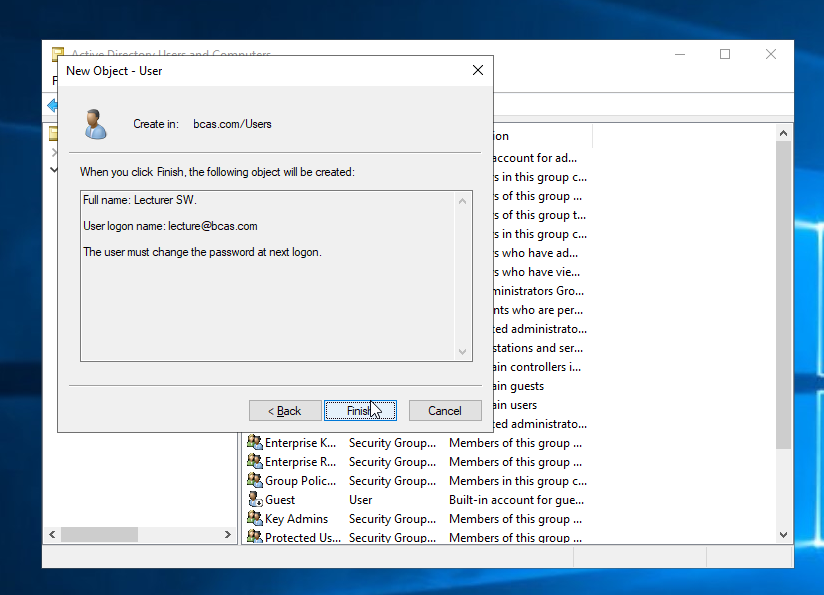 Active Directory Users and Computers
New Object - User
F
Create in: bcas.com/Users
When you click Finish, the following object will be created:
Full name: Lecturer SW.
User logon name: lecture@bcas.com
The user must change the password at next logon.
< Back
Finish
Cancel
ion
account for ad...
s in this group c...
s of this group ...
s of this group t...
s in this group c...
s who have ad...
s who have vie...
ministrators Gro...
nts who are per...
ted administrato...
stations and ser...
ain controllers i...
ain guests
ain users
ted administrato...
Enterprise K... Security Group... Members of this group ...
Enterprise R... Security Group... Members of this group ...
Group Polic... Security Group... Members in this group c...
Guest User Built-in account for gue...
Key Admins Security Group... Members of this group ...
Protected Us... Security Group... Members of this group ...